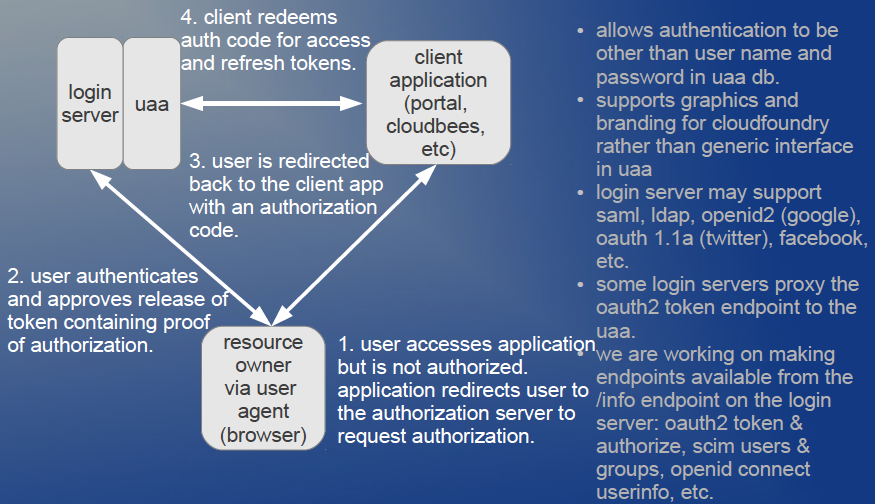 4. client redeems
auth code for access
and refresh tokens.
login
server
uaa
client
application
(portal,
cloudbees,
etc)
3. user is redirected
back to the client app
with an authorization
code.
2. user authenticates
and approves release of
token containing proof
of authorization.
resource
owner
via user
agent
(browser)
1. user accesses application
but is not authorized.
application redirects user to
the authorization server to
request authorization.
• allows authentication to be
other than user name and
password in uaa db.
• supports graphics and
branding for cloudfoundry
rather than generic interface
in uaa
• login server may support
saml, ldap, openid2 (google),
oauth 1.1a (twitter), facebook,
etc.
• some login servers proxy the
oauth2 token endpoint to the
uaa.
• we are working on making
endpoints available from the
/info endpoint on the login
server: oauth2 token &
authorize, scim users &
groups, openid connect
userinfo, etc.